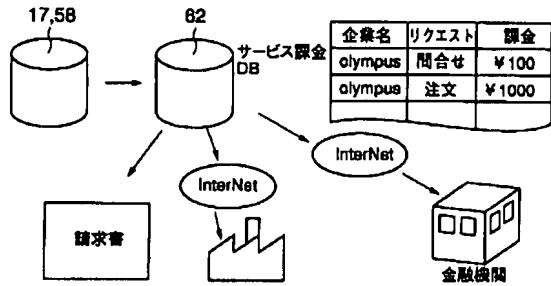 17,58
62
サービス課金
DB
企業名 リクエスト 課金
olympus 問合せ ¥100
olympus 注文 ¥1000
InterNet
InterNet
請求書
金融機関